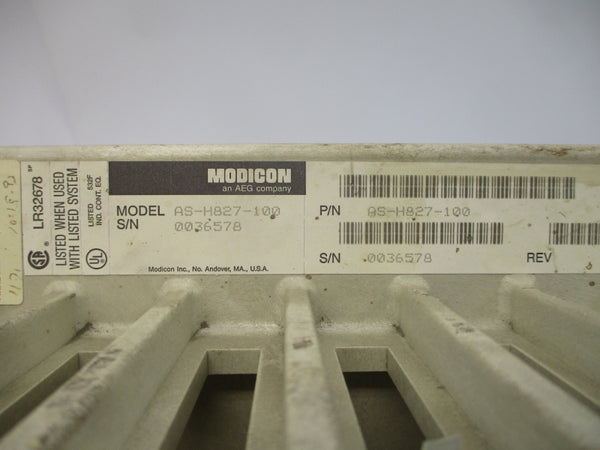 LR32678
LISTED WHEN USED
WITH LISTED SYSTEM
LISTED 532F
IND. CONT. EQ.
MODICON
an AEG company
MODEL AS-H827-100
S/N 0036578
Modicon Inc., No. Andover, MA., U.S.A.
P/N AS-H827-100
S/N 0036578
REV